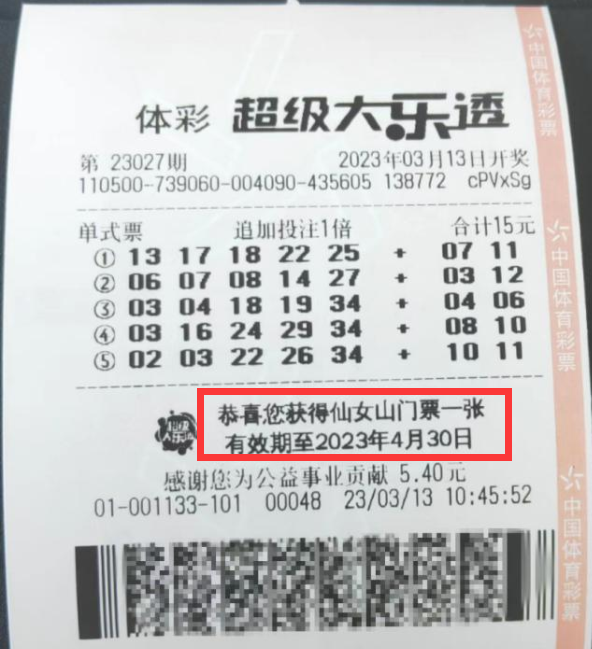 体彩 超级大乐透
第 23027期 2023年03月13日开奖
110500-739060-004090-435605 138772 cPVxSg
单式票 追加投注1倍 合计15元
① 13 17 18 22 25 + 07 11
② 06 07 08 14 27 + 03 12
③ 03 04 18 19 34 + 04 06
④ 03 16 24 29 34 + 08 10
⑤ 02 03 22 26 34 + 10 11
超级大乐透
恭喜您获得仙女山门票一张
有效期至2023年4月30日
感谢您为公益事业贡献 5.40元
01-001133-101 00048 23/03/13 10:45:52
中国体育彩票
中国体育彩票
中国体育彩票